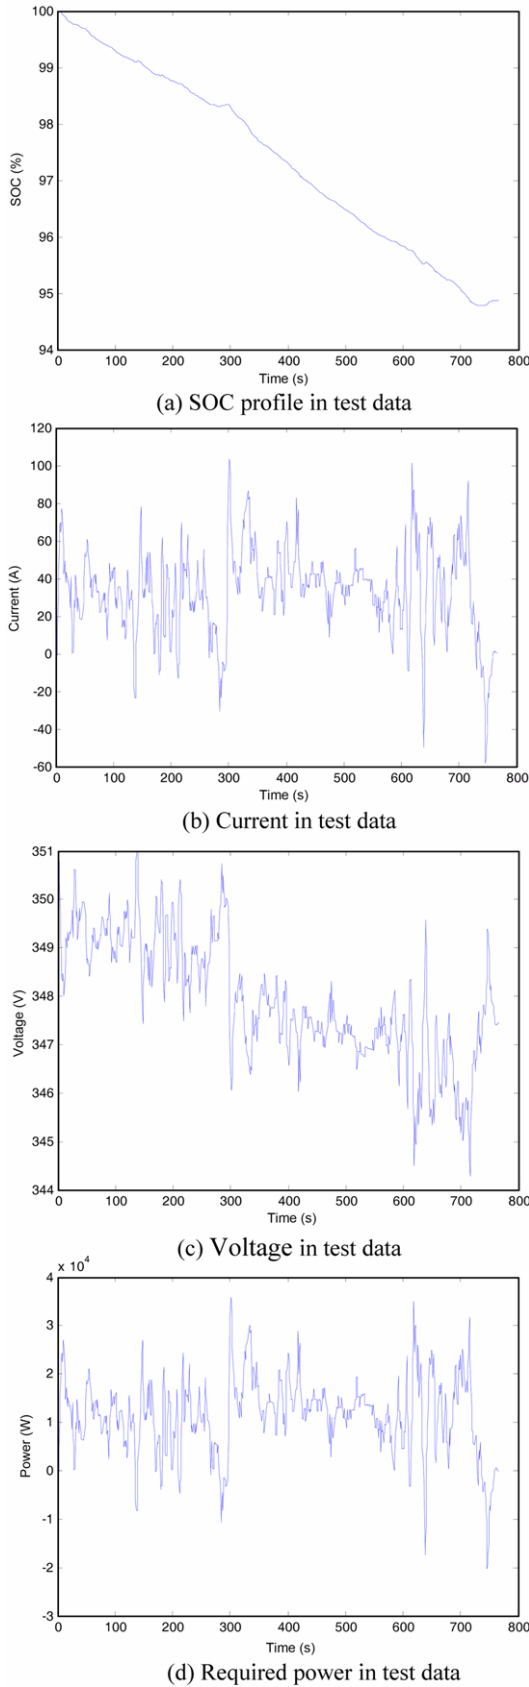 100
99
98
97
96
95
94
SOC (%)
0 100 200 300 400 500 600 700 800
Time (s)
(a) SOC profile in test data
120
100
80
60
40
20
0
-20
-40
-60
Current (A)
0 100 200 300 400 500 600 700 800
Time (s)
(b) Current in test data
351
350
349
348
347
346
345
344
Voltage (V)
0 100 200 300 400 500 600 700 800
Time (s)
(c) Voltage in test data
x 10^4
4
3
2
1
0
-1
-2
-3
Power (W)
0 100 200 300 400 500 600 700 800
Time (s)
(d) Required power in test data